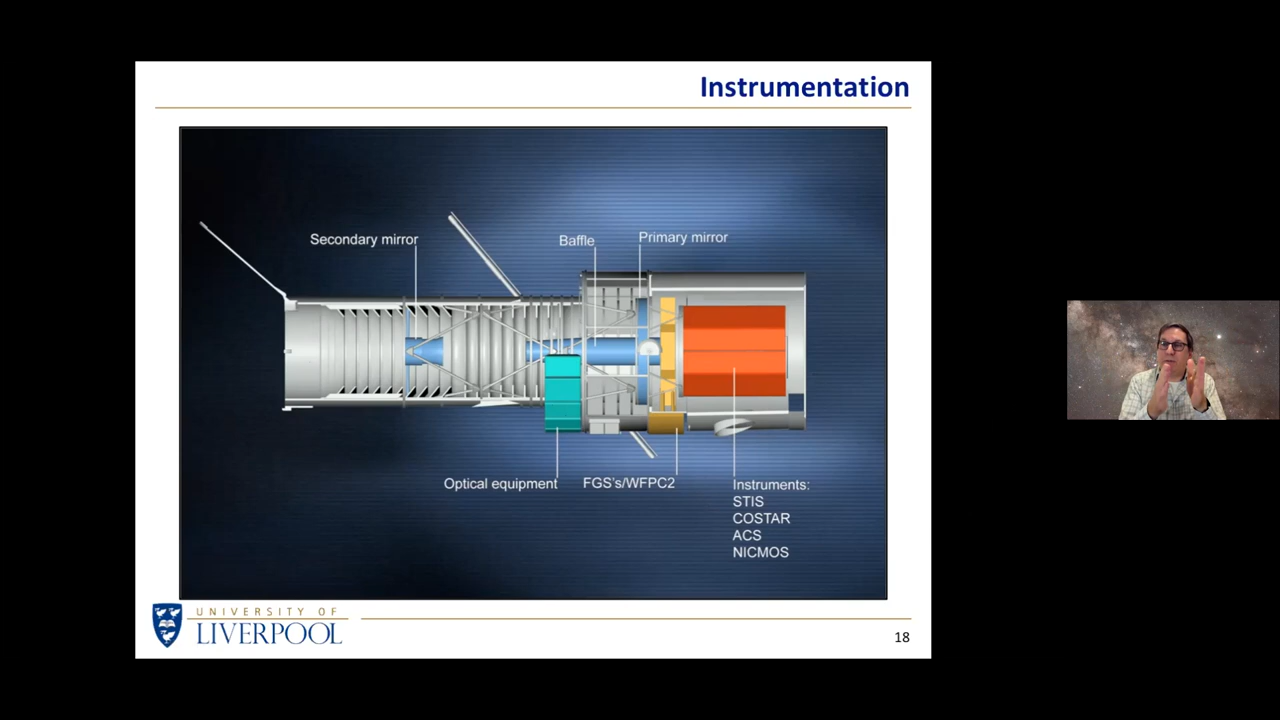 Instrumentation
Secondary mirror
Baffle
Primary mirror
Optical equipment
FGS's/WFPC2
Instruments:
STIS
COSTAR
ACS
NICMOS
UNIVERSITY OF
LIVERPOOL
18